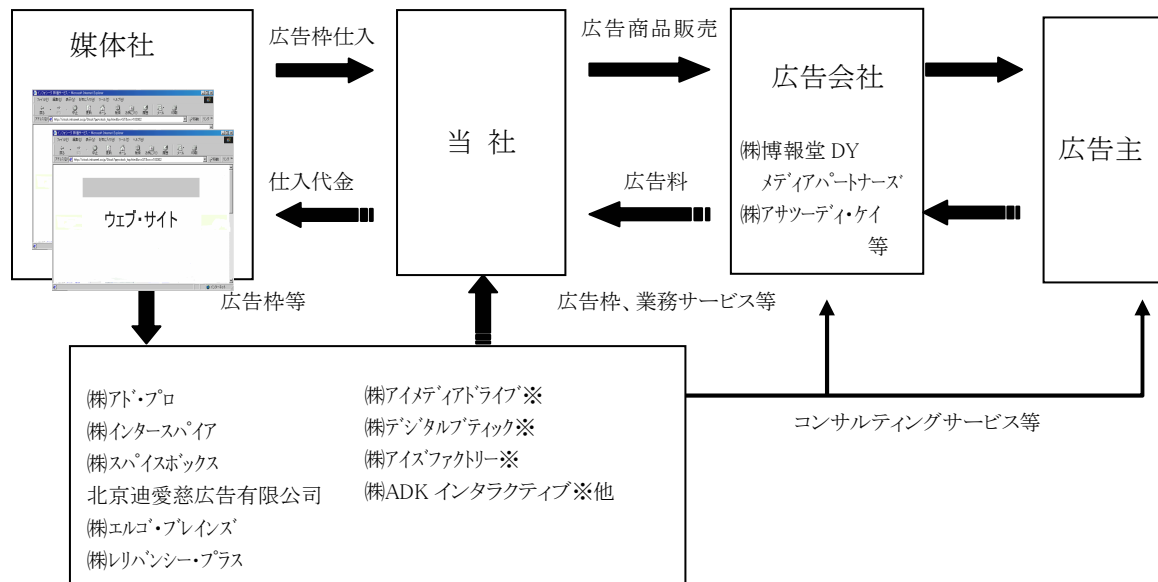 媒体社
広告枠仕入
広告商品販売
広告会社
当 社
広告主
㈱博報堂 DY
メディアパートナーズ
㈱アサツーディ・ケイ
等
仕入代金
広告料
ウェブ・サイト
広告枠等
広告枠、業務サービス等
㈱アド・プロ
㈱インタースパイア
㈱スパイスボックス
北京迪愛慈広告有限公司
㈱エルゴ・ブレインズ
㈱レリバンシー・プラス
㈱アイメディアドライブ※
㈱デジタルブティック※
㈱アイズファクトリー※
㈱ADK インタラクティブ※他
コンサルティングサービス等